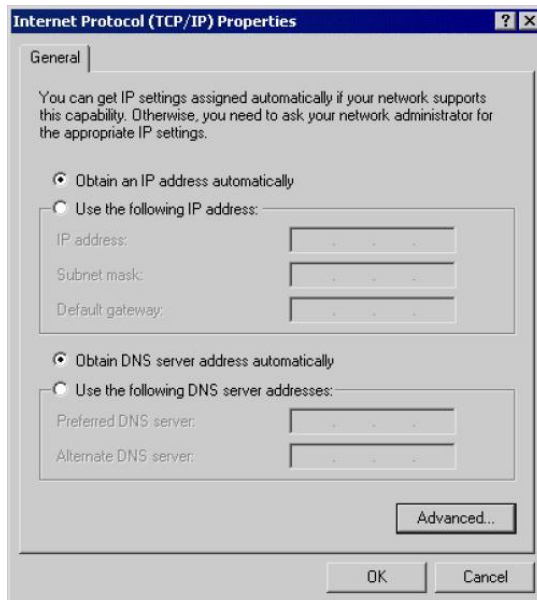 Internet Protocol (TCP/IP) Properties
General
You can get IP settings assigned automatically if your network supports
this capability. Otherwise, you need to ask your network administrator for
the appropriate IP settings.
Obtain an IP address automatically
Use the following IP address:
IP address:
Subnet mask:
Default gateway:
Obtain DNS server address automatically
Use the following DNS server addresses:
Preferred DNS server:
Alternate DNS server:
Advanced...
OK Cancel